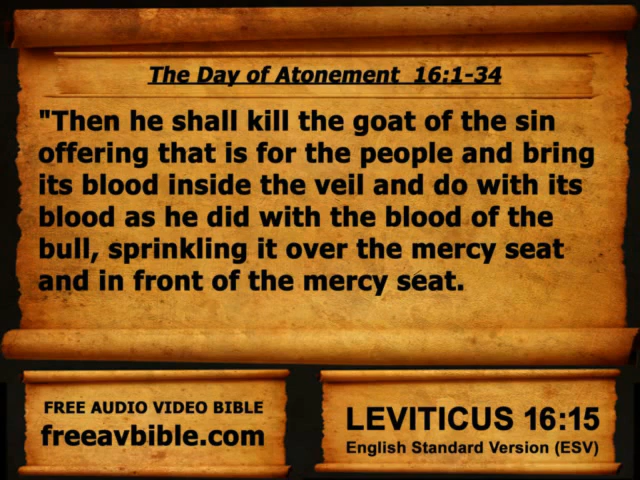 The Day of Atonement  16:1-34
"Then he shall kill the goat of the sin
offering that is for the people and bring
its blood inside the veil and do with its
blood as he did with the blood of the
bull, sprinkling it over the mercy seat
and in front of the mercy seat.
FREE AUDIO VIDEO BIBLE
freeavbible.com
LEVITICUS 16:15
English Standard Version (ESV)